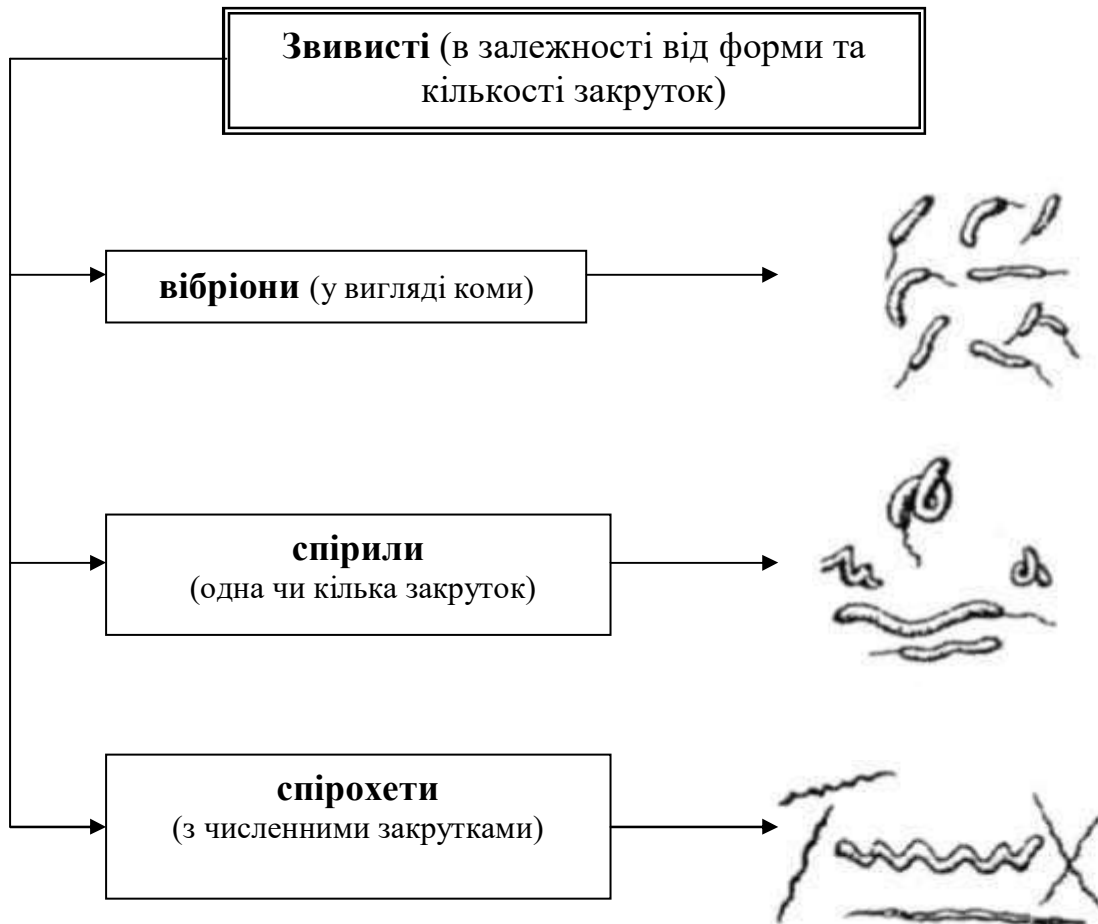 Звивисті (в залежності від форми та
кількості закруток)
вібріони (у вигляді коми)
спірили
(одна чи кілька закруток)
спірохети
(з численними закрутками)